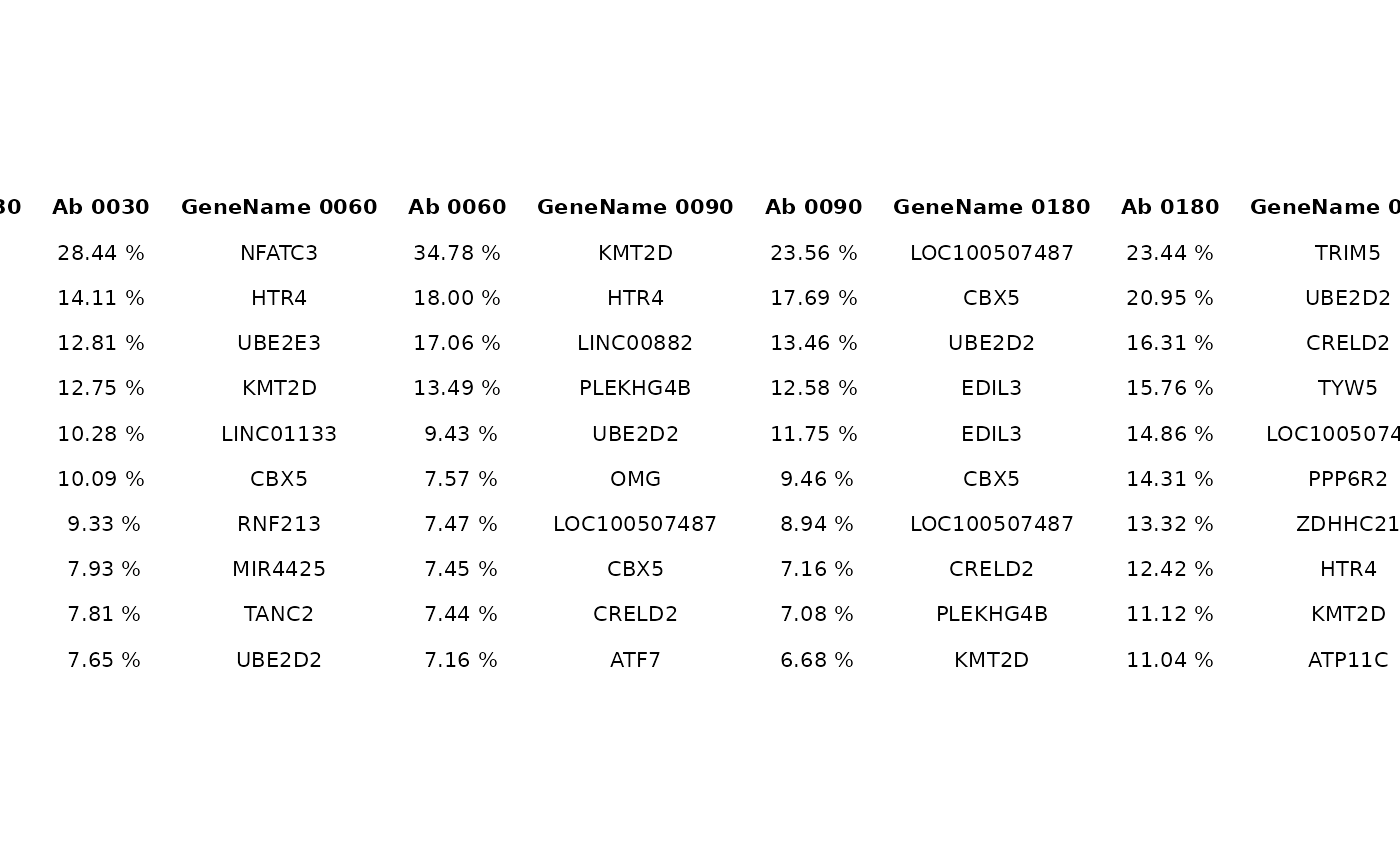 30 Ab 0030 GeneName 0060 Ab 0060 GeneName 0090 Ab 0090 GeneName 0180 Ab 0180 GeneName 0
28.44 % NFATC3 34.78 % KMT2D 23.56 % LOC100507487 23.44 % TRIM5
14.11 % HTR4 18.00 % HTR4 17.69 % CBX5 20.95 % UBE2D2
12.81 % UBE2E3 17.06 % LINC00882 13.46 % UBE2D2 16.31 % CRELD2
12.75 % KMT2D 13.49 % PLEKHG4B 12.58 % EDIL3 15.76 % TYW5
10.28 % LINC01133 9.43 % UBE2D2 11.75 % EDIL3 14.86 % LOC1005074
10.09 % CBX5 7.57 % OMG 9.46 % CBX5 14.31 % PPP6R2
9.33 % RNF213 7.47 % LOC100507487 8.94 % LOC100507487 13.32 % ZDHHC21
7.93 % MIR4425 7.45 % CBX5 7.16 % CRELD2 12.42 % HTR4
7.81 % TANC2 7.44 % CRELD2 7.08 % PLEKHG4B 11.12 % KMT2D
7.65 % UBE2D2 7.16 % ATF7 6.68 % KMT2D 11.04 % ATP11C